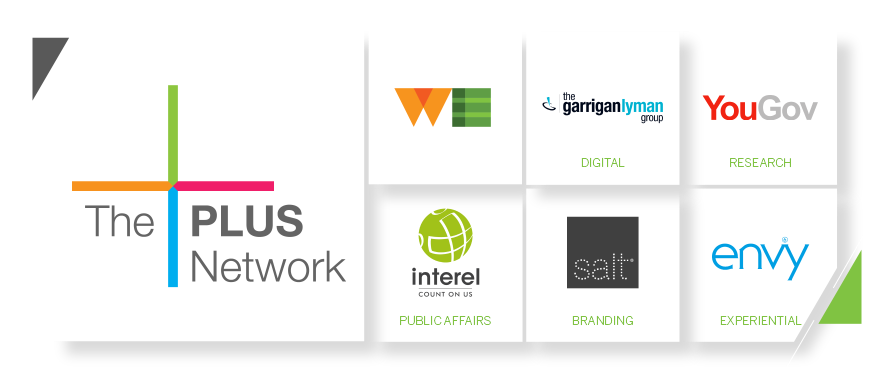 The PLUS
Network
WE
the
garriganlyman
group
DIGITAL
YouGov
RESEARCH
interel
COUNT ON US
PUBLIC AFFAIRS
salt
BRANDING
envy
EXPERIENTIAL